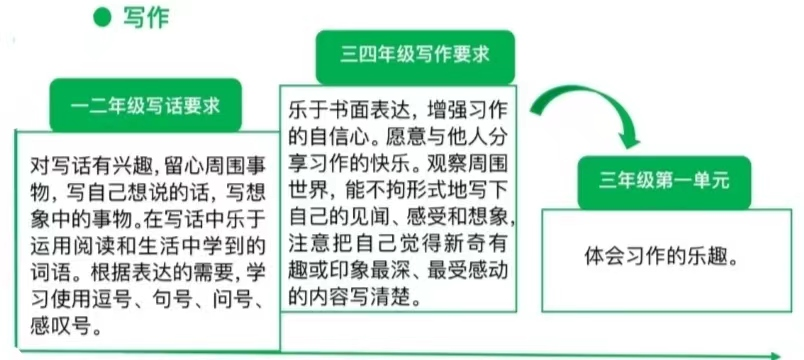 写作
一二年级写话要求
对写话有兴趣,留心周围事
物，写自己想说的话，写想
象中的事物。在写话中乐于
运用阅读和生活中学到的
词语。根据表达的需要,学
习使用逗号、句号、问号、
感叹号。
三四年级写作要求
乐于书面表达，增强习作
的自信心。愿意与他人分
享习作的快乐。观察周围
世界，能不拘形式地写下
自己的见闻、感受和想象,
注意把自己觉得新奇有
趣或印象最深、最受感动
的内容写清楚。
三年级第一单元
体会习作的乐趣。